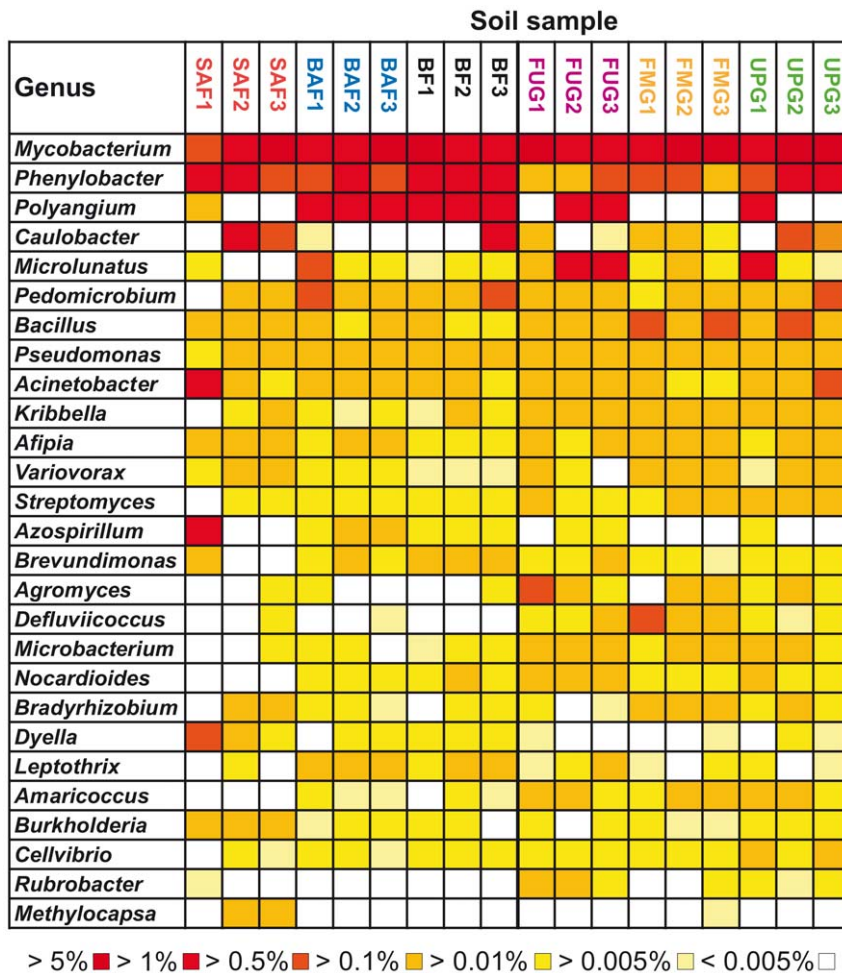 Soil sample
Genus SAF1 SAF2 SAF3 BAF1 BAF2 BAF3 BF1 BF2 BF3 FUG1 FUG2 FUG3 FMG1 FMG2 FMG3 UPG1 UPG2 UPG3
Mycobacterium
Phenylobacter
Polyangium
Caulobacter
Microlunatus
Pedomicrobium
Bacillus
Pseudomonas
Acinetobacter
Kribbella
Afipia
Variovorax
Streptomyces
Azospirillum
Brevundimonas
Agromyces
Defluviicoccus
Microbacterium
Nocardioides
Bradyrhizobium
Dyella
Leptothrix
Amaricoccus
Burkholderia
Cellvibrio
Rubrobacter
Methylocapsa
> 5% > 1% > 0.5% > 0.1% > 0.01% > 0.005% < 0.005%